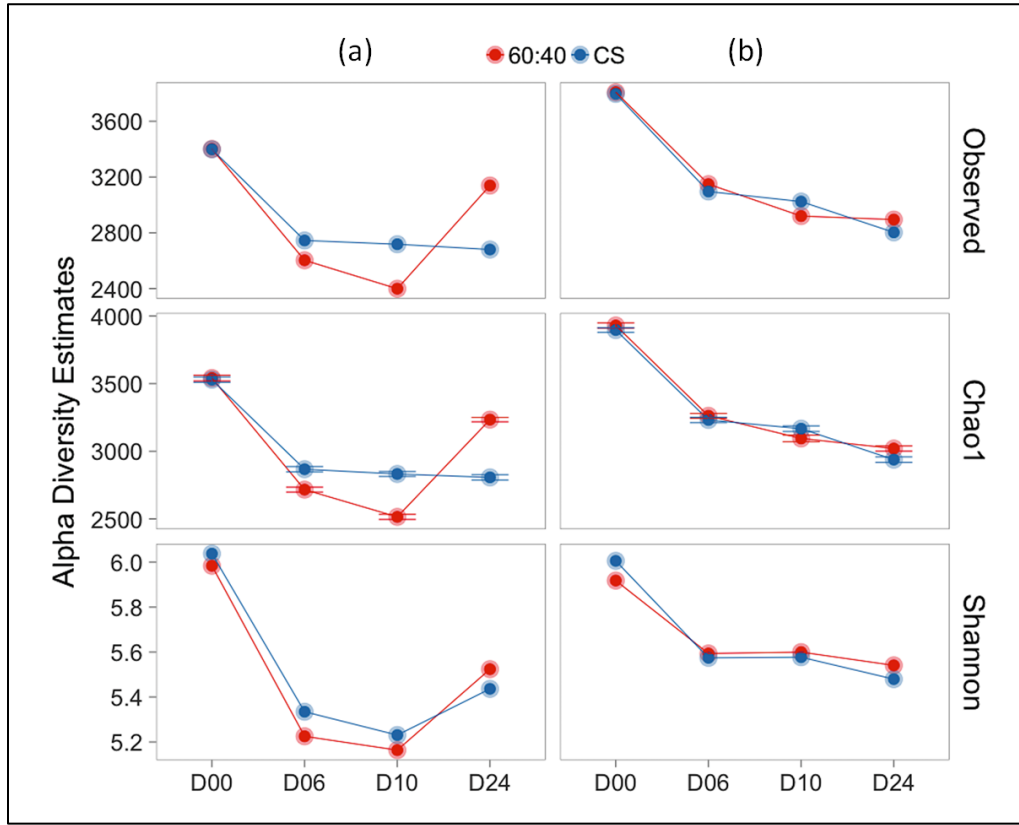 (a) 60:40 CS (b)
Alpha Diversity Estimates
3600
3200
2800
2400
Observed
4000
3500
3000
2500
Chao1
6.0
5.8
5.6
5.4
5.2
Shannon
D00 D06 D10 D24 D00 D06 D10 D24